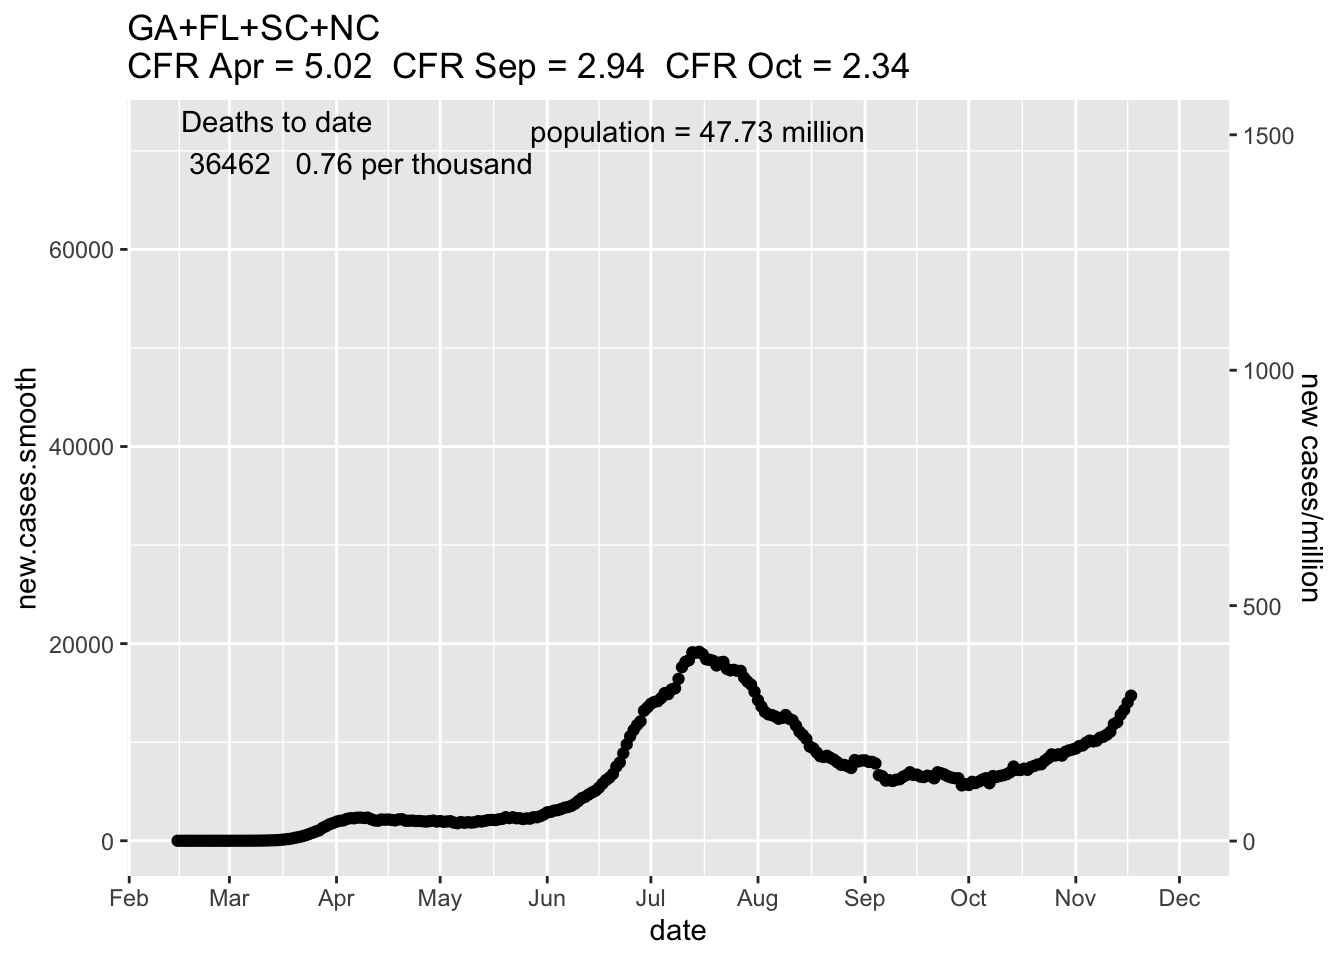 GA+FL+SC+NC
CFR Apr = 5.02  CFR Sep = 2.94  CFR Oct = 2.34
Deaths to date
population = 47.73 million
36462   0.76 per thousand
1500
60000
1000
40000
new.cases.smooth
new cases/million
500
20000
0
0
Feb Mar Apr May Jun Jul Aug Sep Oct Nov Dec
date